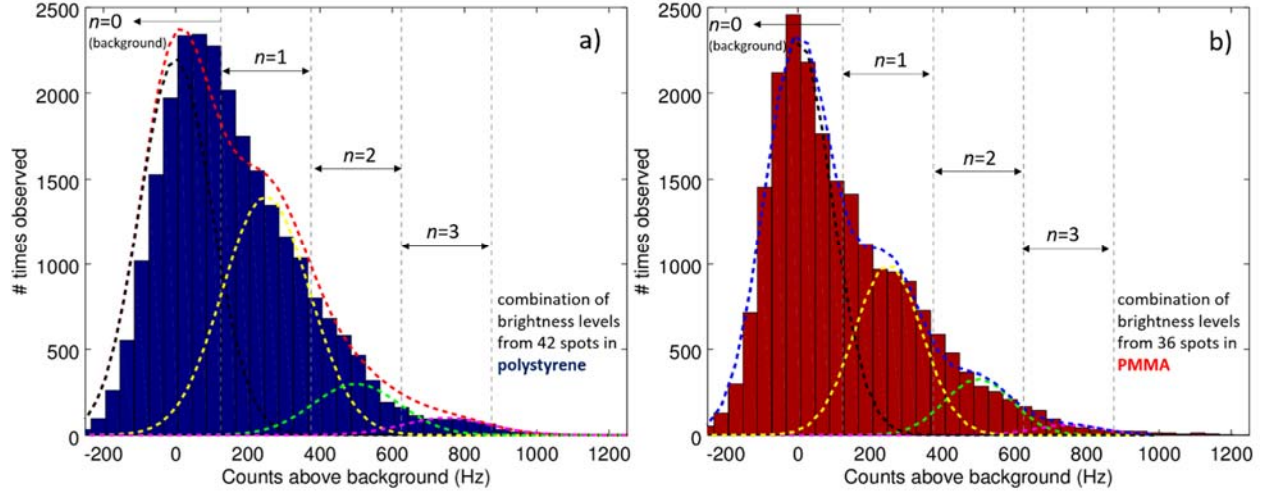 2500
2000
1500
1000
500
0
# times observed
n=0
(background)
n=1
n=2
n=3
a)
combination of
brightness levels
from 42 spots in
polystyrene
-200 0 200 400 600 800 1000 1200
Counts above background (Hz)
2500
2000
1500
1000
500
0
# times observed
n=0
(background)
n=1
n=2
n=3
b)
combination of
brightness levels
from 36 spots in
PMMA
-200 0 200 400 600 800 1000 1200
Counts above background (Hz)